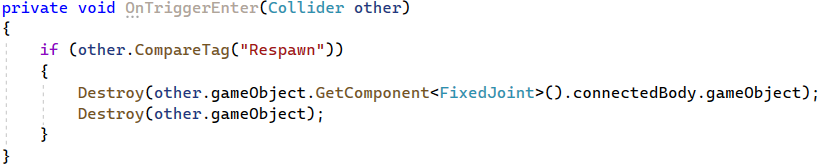 private void OnTriggerEnter(Collider other)
{
    if (other.CompareTag("Respawn"))
    {
        Destroy(other.gameObject.GetComponent<FixedJoint>().connectedBody.gameObject);
        Destroy(other.gameObject);
    }
}